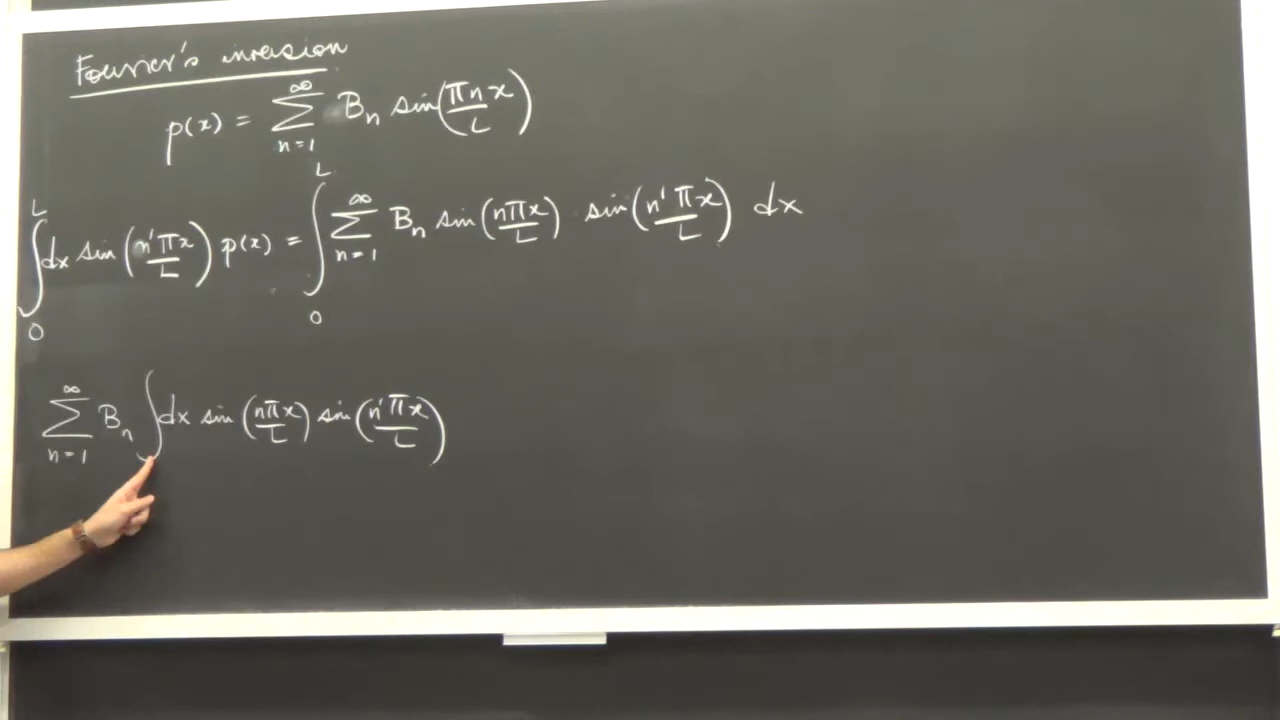 Fourier's inversion
p(x) = ∑_{n=1}^{∞} B_n sin(πnx/L)
∫_0^L dx sin(n'πx/L) p(x) = ∫_0^L ∑_{n=1}^{∞} B_n sin(nπx/L) · sin(n'πx/L) dx
∑_{n=1}^{∞} B_n ∫ dx sin(nπx/L) sin(n'πx/L)